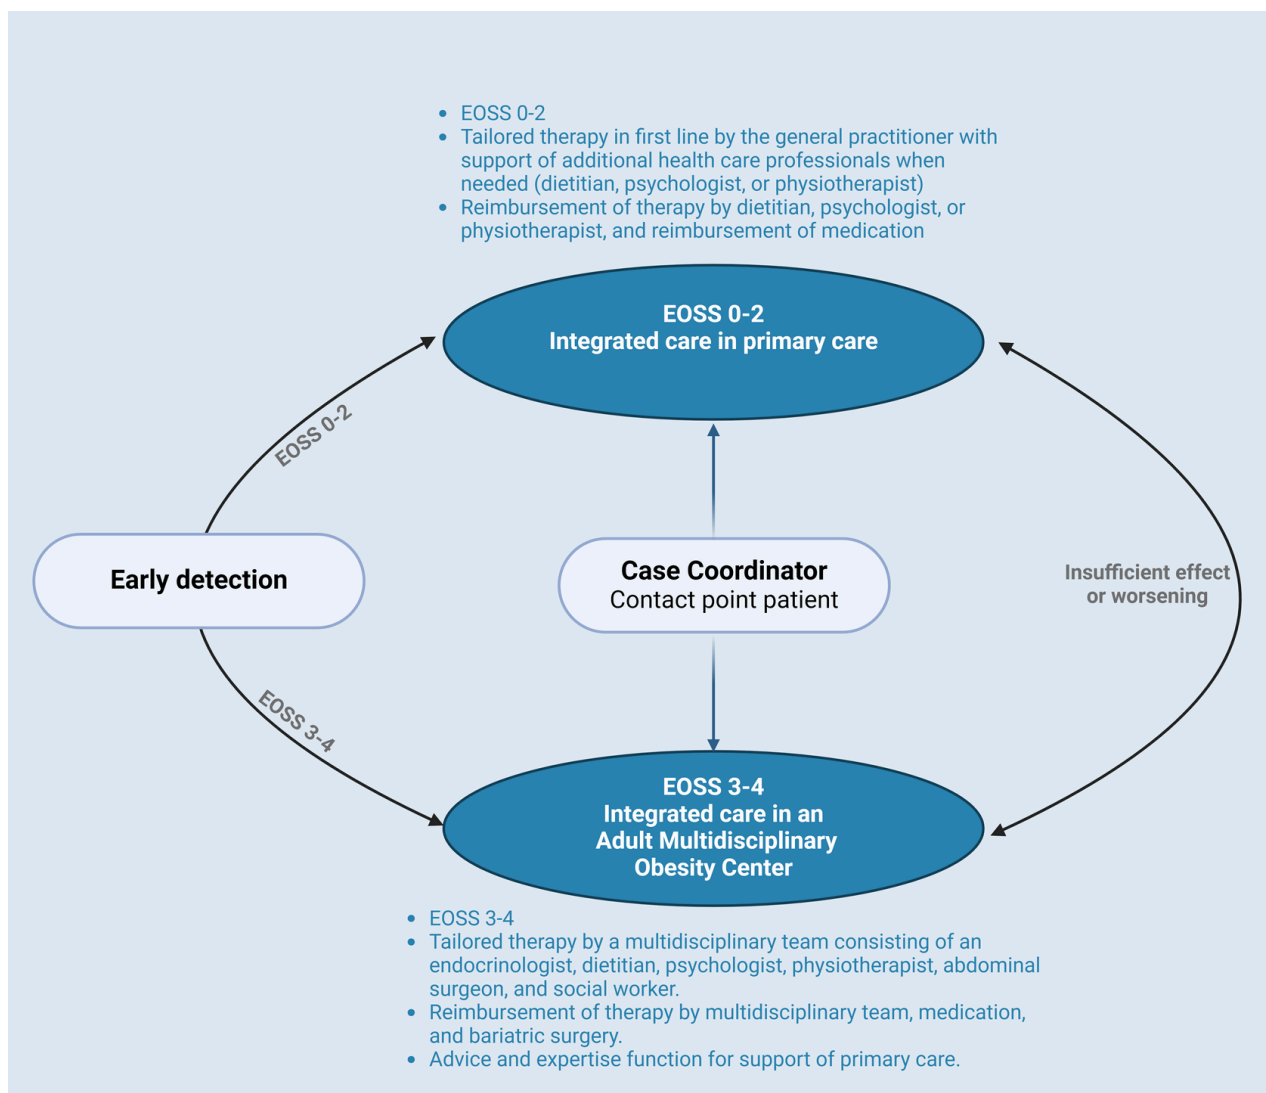 • EOSS 0-2
• Tailored therapy in first line by the general practitioner with
support of additional health care professionals when
needed (dietitian, psychologist, or physiotherapist)
• Reimbursement of therapy by dietitian, psychologist, or
physiotherapist, and reimbursement of medication
EOSS 0-2
Integrated care in primary care
EOSS 0-2
Early detection
Case Coordinator
Contact point patient
Insufficient effect
or worsening
EOSS 3-4
EOSS 3-4
Integrated care in an
Adult Multidisciplinary
Obesity Center
• EOSS 3-4
• Tailored therapy by a multidisciplinary team consisting of an
endocrinologist, dietitian, psychologist, physiotherapist, abdominal
surgeon, and social worker.
• Reimbursement of therapy by multidisciplinary team, medication,
and bariatric surgery.
• Advice and expertise function for support of primary care.